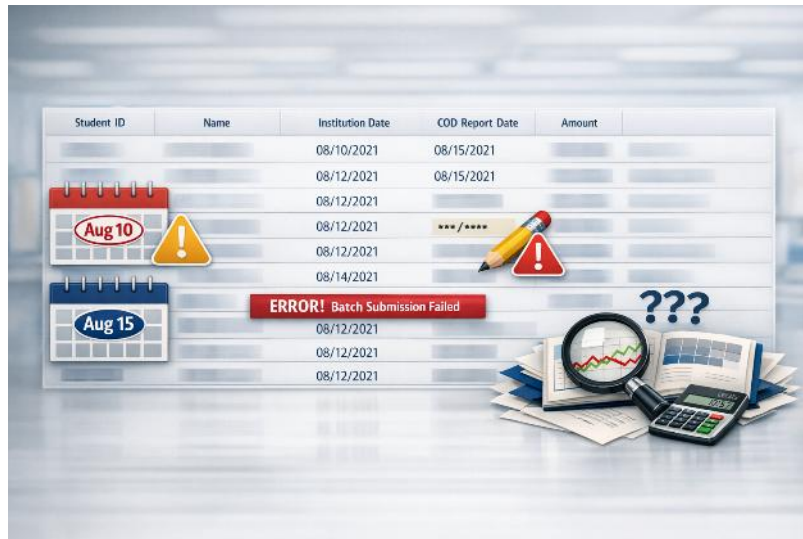 Student ID Name Institution Date COD Report Date Amount
08/10/2021 08/15/2021
08/12/2021 08/15/2021
08/12/2021
Aug 10 08/12/2021 ***/****
08/12/2021
08/14/2021
ERROR! Batch Submission Failed
???
Aug 15 08/12/2021
08/12/2021
08/12/2021